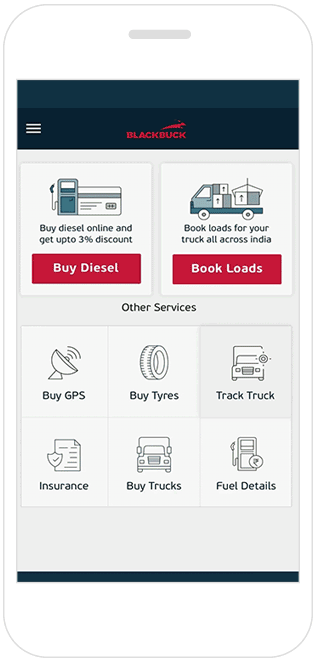 BLACKBUCK
Buy diesel online and
get upto 3% discount
Buy Diesel
Book loads for your
truck all across india
Book Loads
Other Services
Buy GPS
Buy Tyres
Track Truck
Insurance
Buy Trucks
Fuel Details